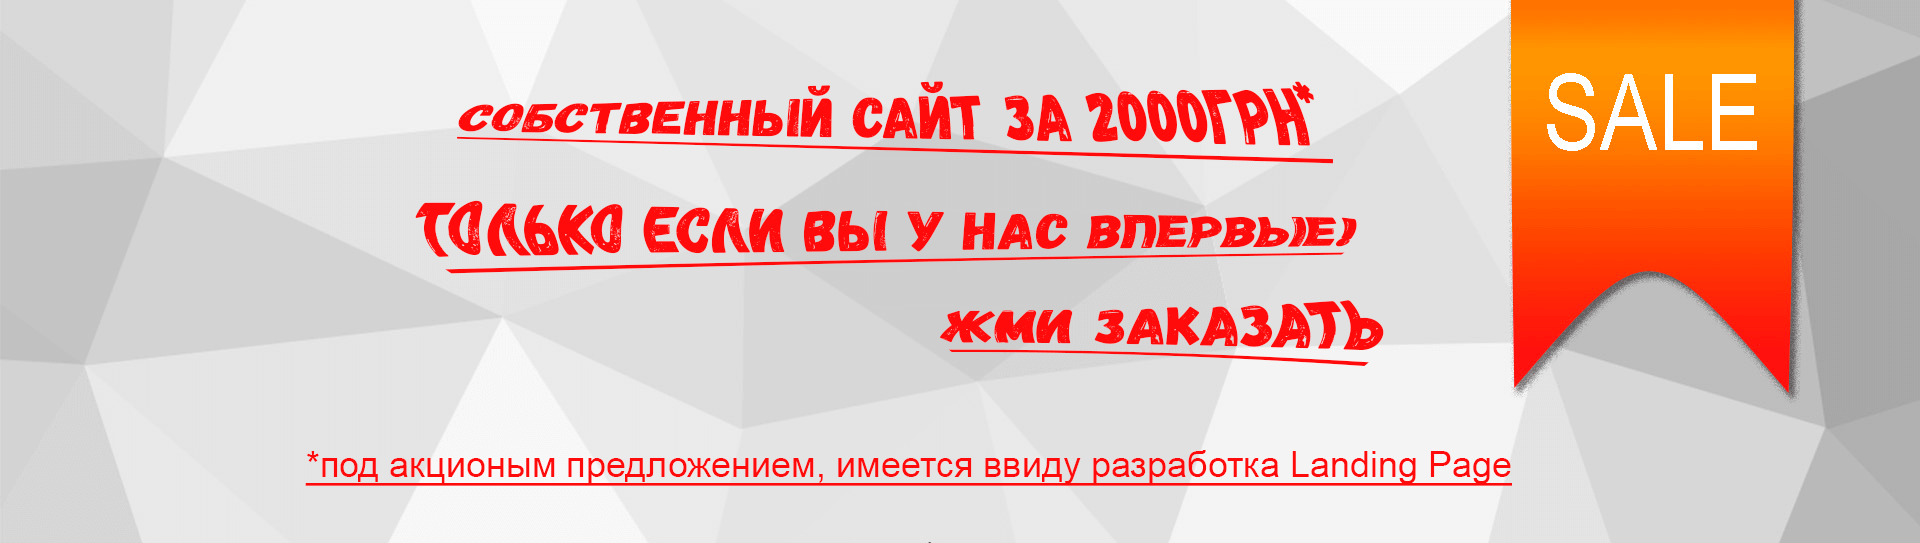 СОБСТВЕННЫЙ САЙТ ЗА 2000ГРН*
SALE
ТОЛЬКО ЕСЛИ ВЫ У НАС ВПЕРВЫЕ)
ЖМИ ЗАКАЗАТЬ
*под акционым предложением, имеется ввиду разработка Landing Page